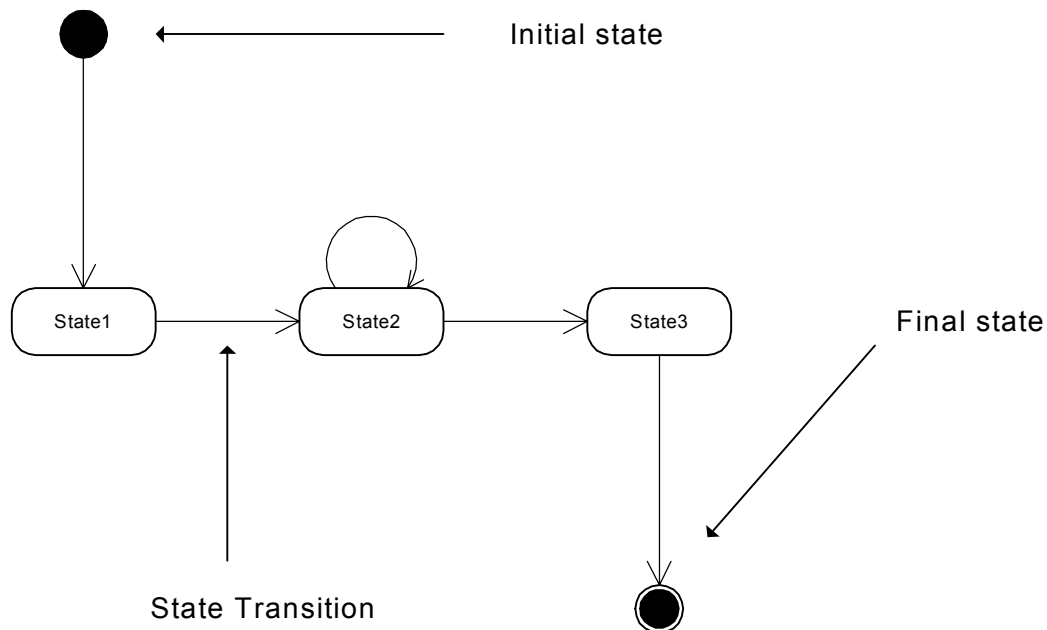 Initial state
State1
State2
State3
Final state
State Transition